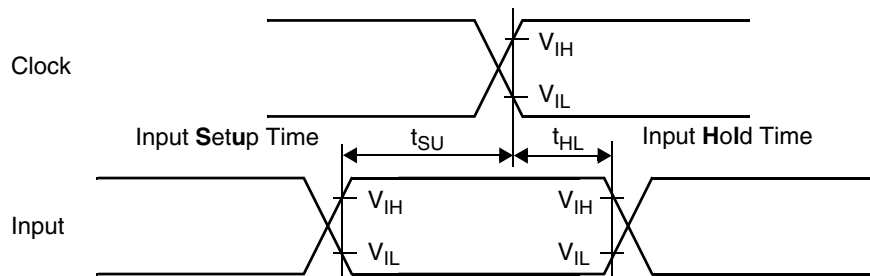 V_IH
Clock
V_IL
Input Setup Time t_SU t_HL Input Hold Time
V_IH V_IH
Input
V_IL V_IL